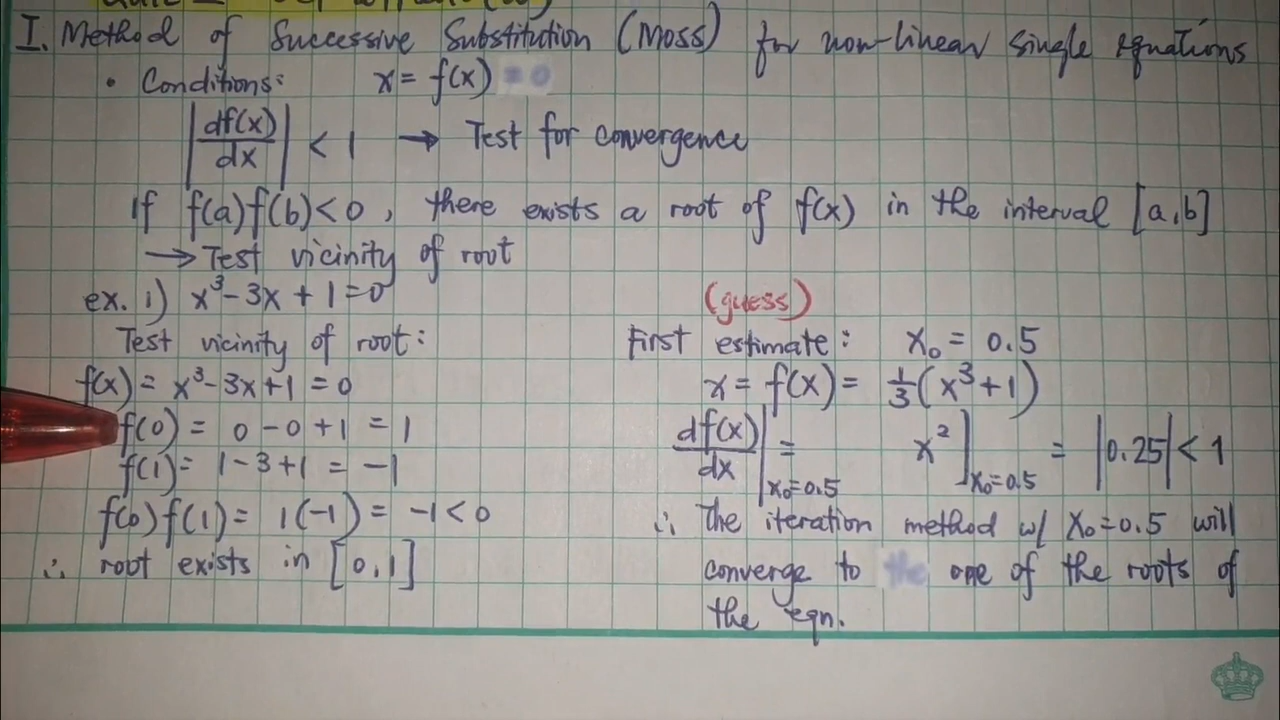 I. Method of Successive Substitution (MOSS) for non-linear single equations
• Conditions: x = f(x) = 0
|df(x)/dx| < 1 → Test for convergence
If f(a)f(b)<0, there exists a root of f(x) in the interval [a,b]
→ Test vicinity of root
ex. 1) x³-3x+1=0
Test vicinity of root:
f(x) = x³-3x+1 = 0
f(0) = 0-0+1 = 1
f(1) = 1-3+1 = -1
f(0)f(1) = 1(-1) = -1<0
∴ root exists in [0,1]
(guess)
First estimate: x₀ = 0.5
x = f(x) = 1/3(x³+1)
df(x)/dx|x₀=0.5 = x²]x₀=0.5 = |0.25|<1
∴ The iteration method w/ x₀=0.5 will
converge to the one of the roots of
the eqn.